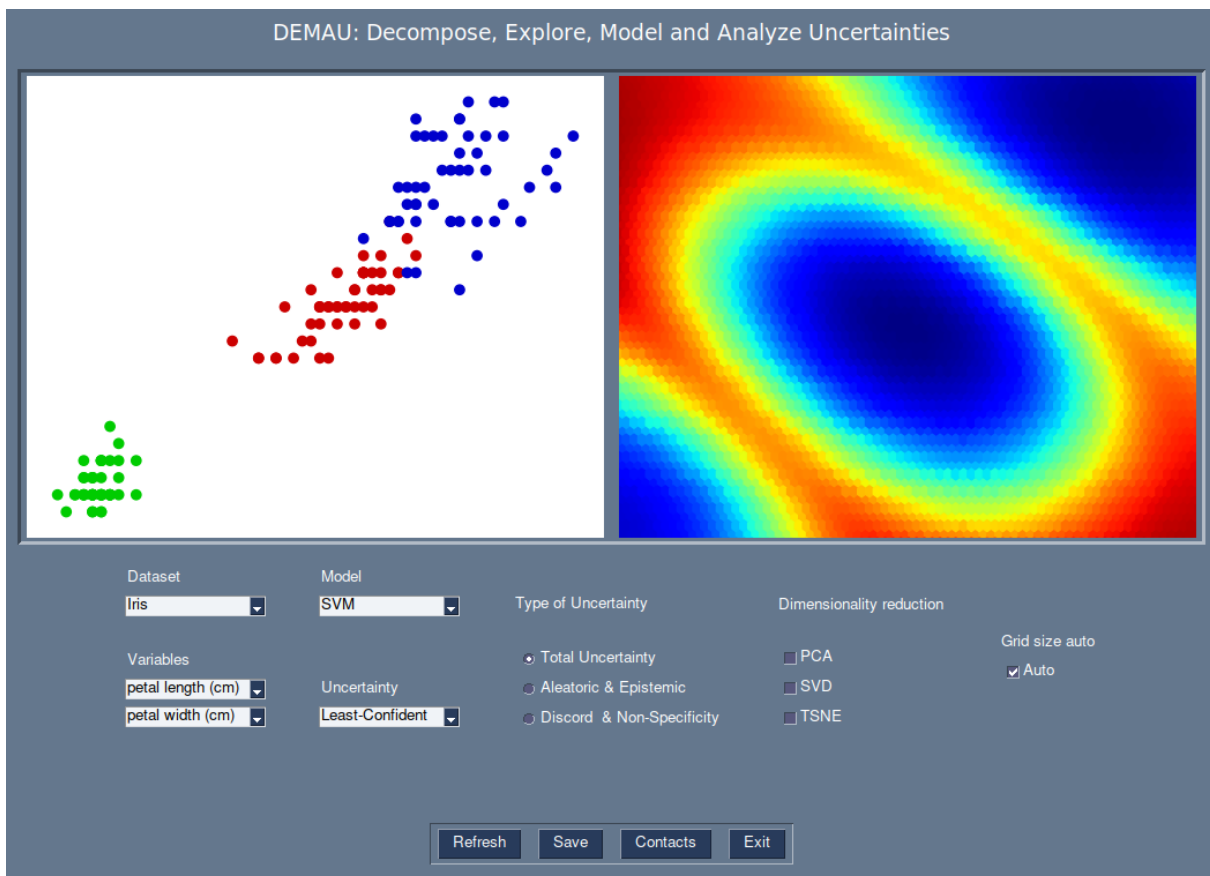 DEMAU: Decompose, Explore, Model and Analyze Uncertainties
Dataset
Iris
Model
SVM
Type of Uncertainty
Dimensionality reduction
Grid size auto
Auto
Variables
petal length (cm)
petal width (cm)
Uncertainty
Least-Confident
Total Uncertainty
Aleatoric & Epistemic
Discord & Non-Specificity
PCA
SVD
TSNE
Refresh
Save
Contacts
Exit